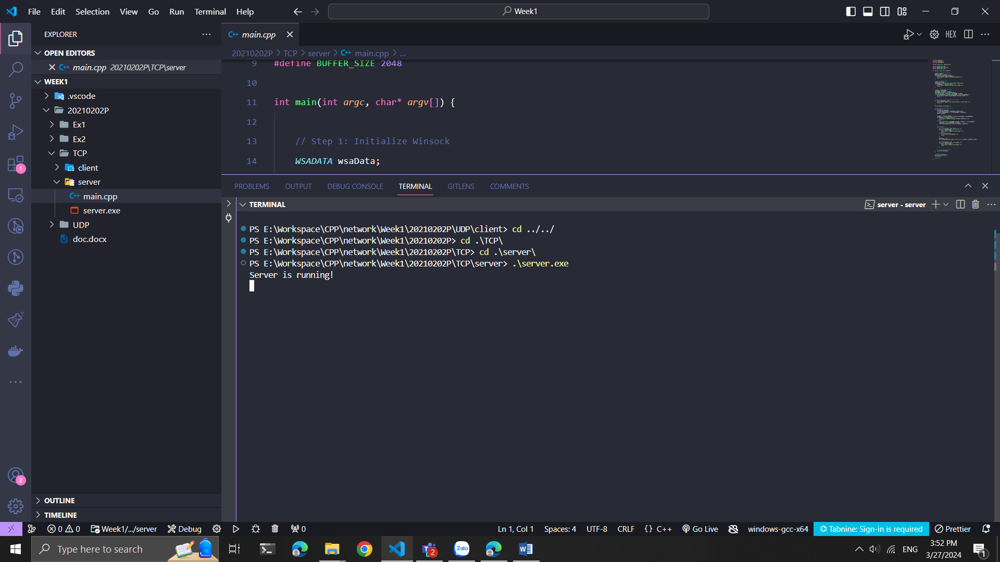 File Edit Selection View Go Run Terminal Help
Week1
EXPLORER
OPEN EDITORS
main.cpp 20210202P\TCP\server
WEEK1
.vscode
20210202P
Ex1
Ex2
TCP
client
server
main.cpp
server.exe
UDP
doc.docx
OUTLINE
TIMELINE
1
2
main.cpp
HEX
20210202P > TCP > server > main.cpp > ...
9 #define BUFFER_SIZE 2048
10
11 int main(int argc, char* argv[]) {
12
13 // Step 1: Initialize Winsock
14 WSADATA wsaData;
PROBLEMS OUTPUT DEBUG CONSOLE TERMINAL GITLENS COMMENTS
TERMINAL
server - server
PS E:\Workspace\CPP\network\Week1\20210202P\UDP\client> cd ../../
PS E:\Workspace\CPP\network\Week1\20210202P> cd .\TCP\
PS E:\Workspace\CPP\network\Week1\20210202P\TCP> cd .\server\
PS E:\Workspace\CPP\network\Week1\20210202P\TCP\server> .\server.exe
Server is running!
0 0 Week1/.../server Debug 0 Ln 1, Col 1 Spaces: 4 UTF-8 CRLF {} C++ Go Live windows-gcc-x64 Tabnine: Sign-in is required Prettier
Type here to search
2
Zalo
ENG
3:52 PM
3/27/2024
1